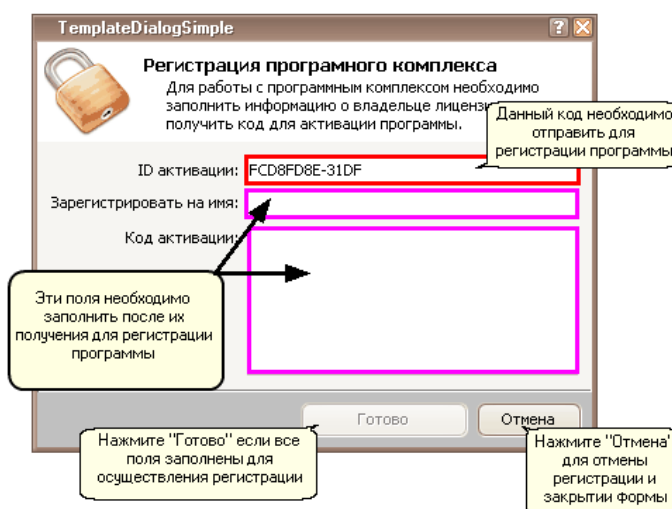 TemplateDialogSimple
Регистрация програмного комплекса
Для работы с программным комплексом необходимо
заполнить информацию о владельце
получить код для активации программы.
Данный код необходимо
отправить для
регистрации программы
ID активации:
FCD8FD8E-31DF
Зарегистрировать на имя:
Код активации:
Эти поля необходимо
заполнить после их
получения для регистрации
программы
Готово
Отмена
Нажмите "Готово" если все
поля заполнены для
осуществления регистрации
Нажмите "Отмена"
для отмены
регистрации и
закрытии формы